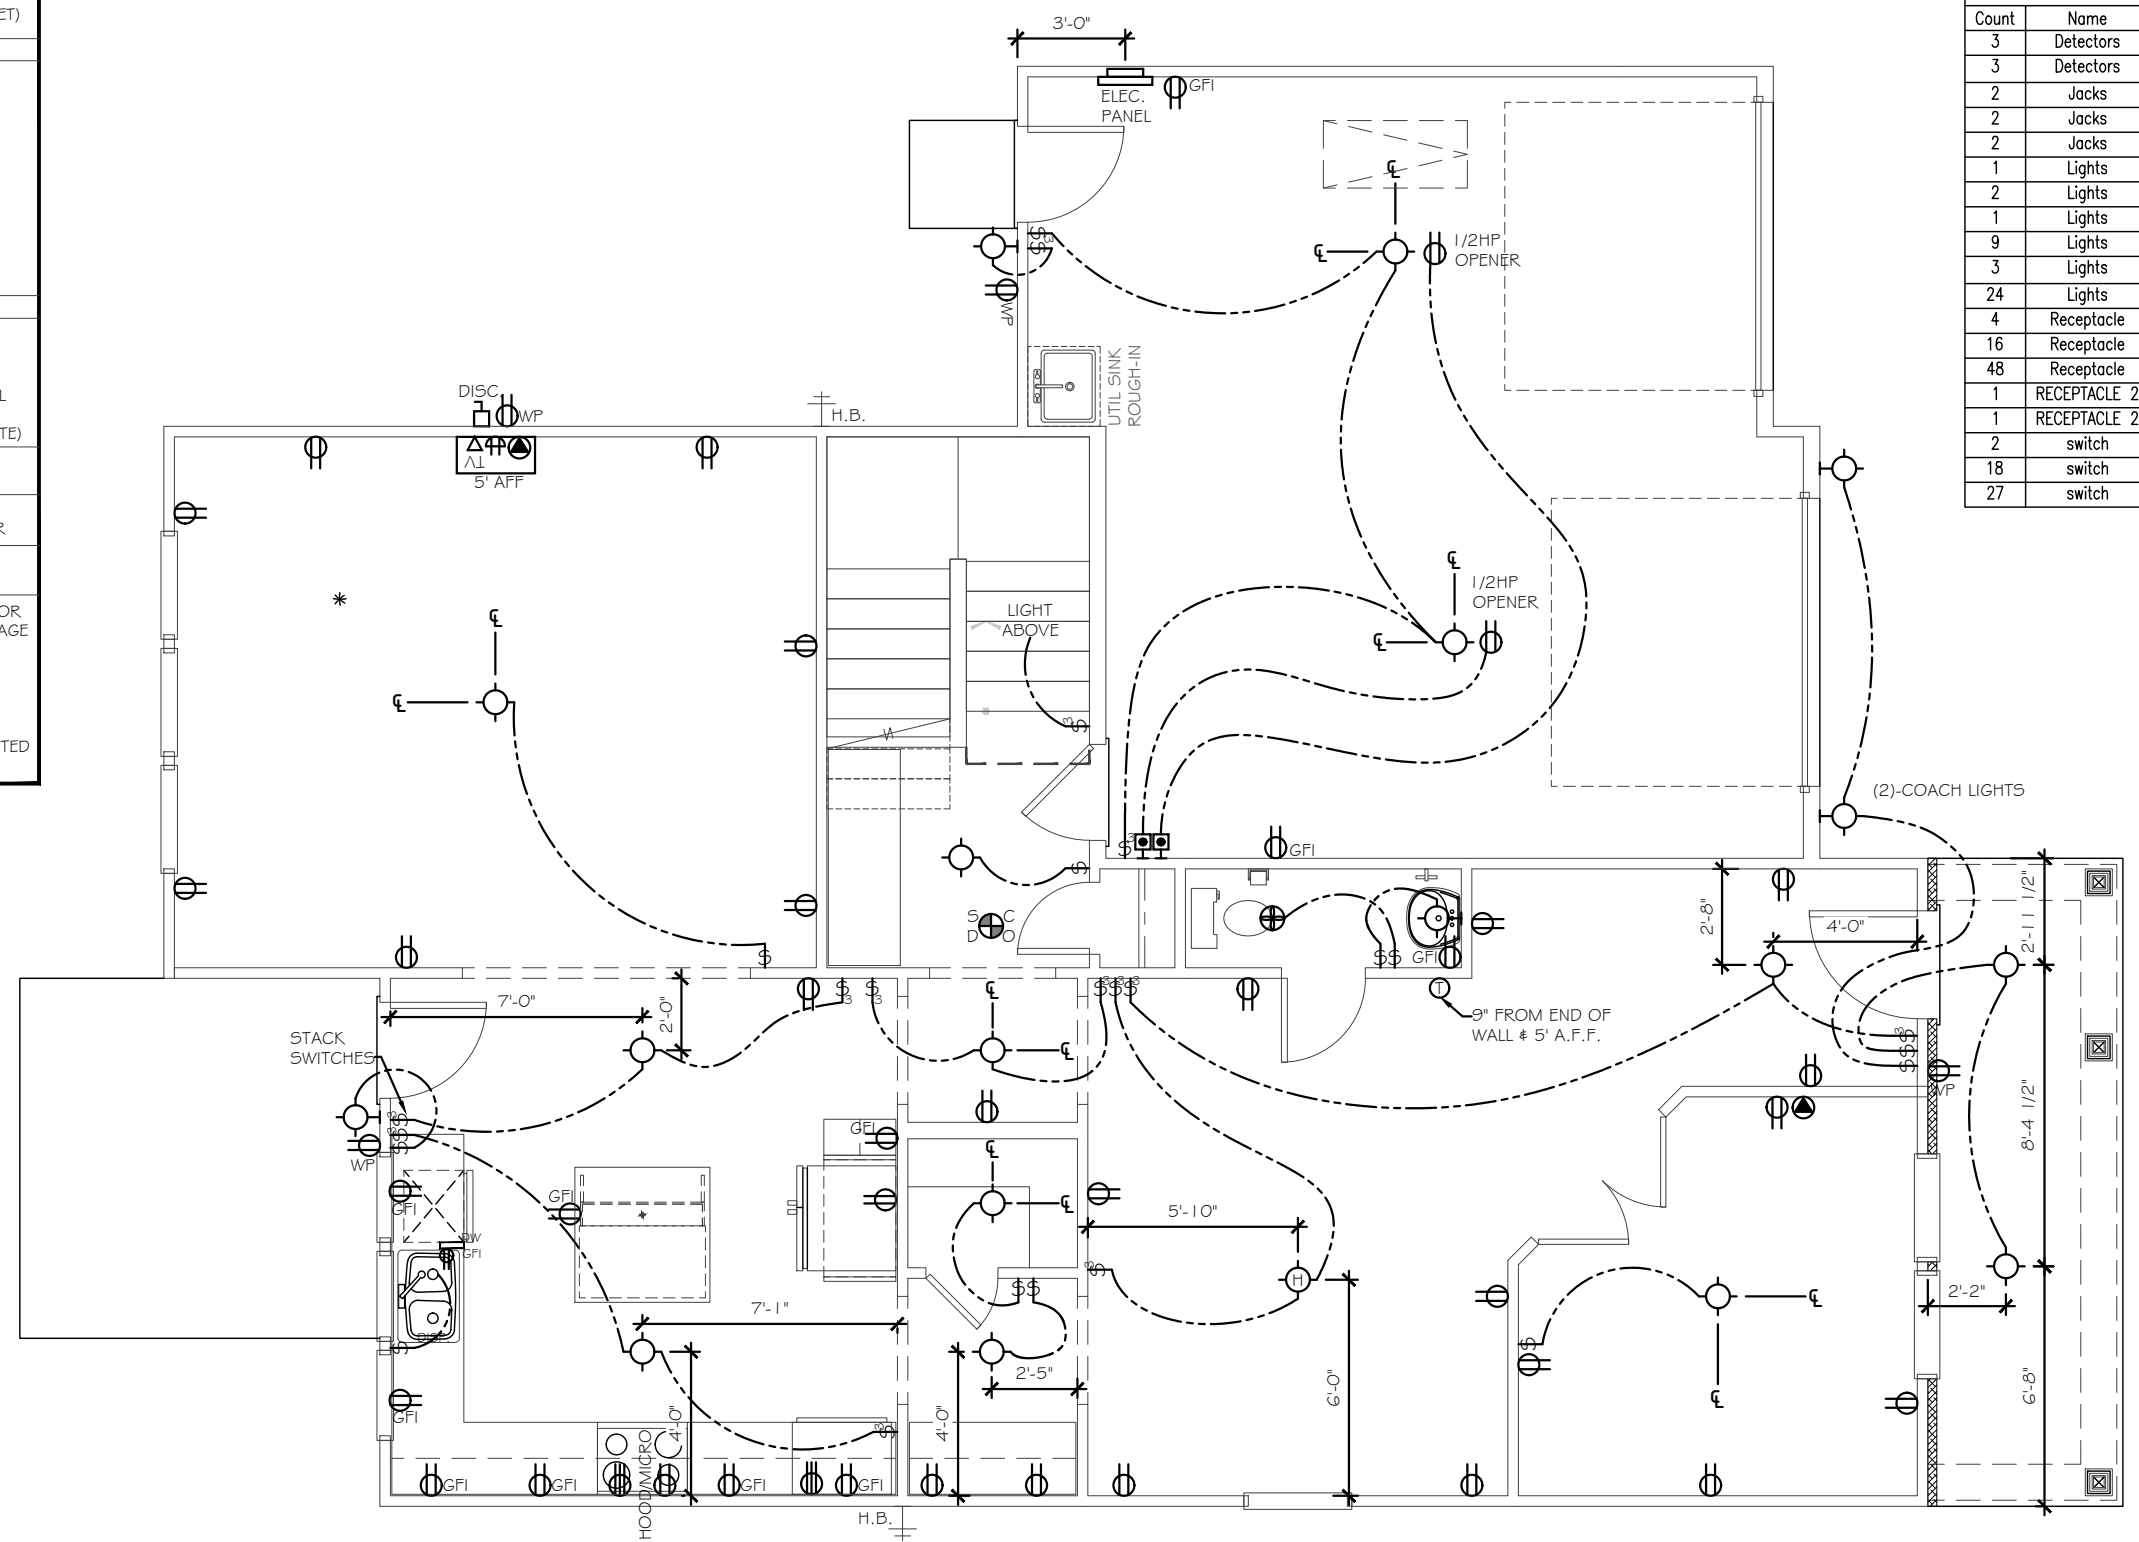 ET)
L
TE)
R
OR
AGE
TED
Count Name
3 Detectors
3 Detectors
2 Jacks
2 Jacks
2 Jacks
1 Lights
2 Lights
1 Lights
9 Lights
3 Lights
24 Lights
4 Receptacle
16 Receptacle
48 Receptacle
1 RECEPTACLE 2
1 RECEPTACLE 2
2 switch
18 switch
27 switch
3'-0"
ELEC.
PANEL
GFI
1/2HP
OPENER
WP
UTIL SINK
ROUGH-IN
DISC.
WP
H.B.
TV
5' AFF
LIGHT
ABOVE
1/2HP
OPENER
(2)-COACH LIGHTS
GFI
S C
D O
GFI
T
9" FROM END OF
WALL & 5' A.F.F.
2'-8"
4'-0"
2'-11 1/2"
8'-4 1/2"
6'-8"
2'-2"
WP
7'-0"
2'-0"
STACK
SWITCHES
WP
GFI
GFI
GFI
DW
GFI
DISP
GFI
7'-1"
4'-0"
4'-0"
2'-5"
5'-10"
H
6'-0"
GFI
GFI
HOOD/MICRO
GFI
GFI
H.B.